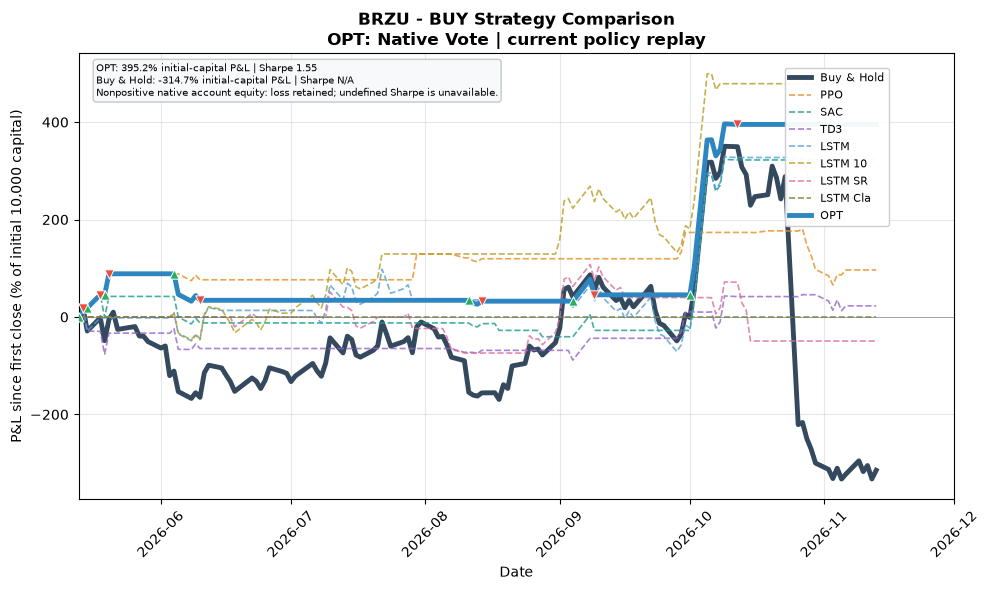 BRZU - BUY Strategy Comparison
OPT: Native Vote | current policy replay
OPT: 395.2% initial-capital P&L | Sharpe 1.55
Buy & Hold: -314.7% initial-capital P&L | Sharpe N/A
Nonpositive native account equity: loss retained; undefined Sharpe is unavailable.
Buy & Hold
PPO
SAC
TD3
LSTM
LSTM 10
LSTM SR
LSTM Cla
OPT
P&L since first close (% of initial 10,000 capital)
400
200
0
−200
2026-06
2026-07
2026-08
2026-09
2026-10
2026-11
2026-12
Date